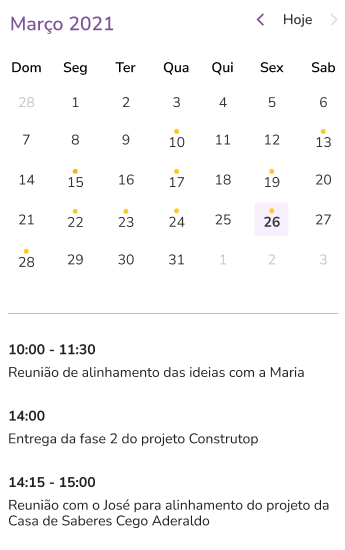 Março 2021 Hoje
Dom Seg Ter Qua Qui Sex Sab
28 1 2 3 4 5 6
7 8 9 10 11 12 13
14 15 16 17 18 19 20
21 22 23 24 25 26 27
28 29 30 31 1 2 3
10:00 - 11:30
Reunião de alinhamento das ideias com a Maria
14:00
Entrega da fase 2 do projeto Construtop
14:15 - 15:00
Reunião com o José para alinhamento do projeto da
Casa de Saberes Cego Aderaldo